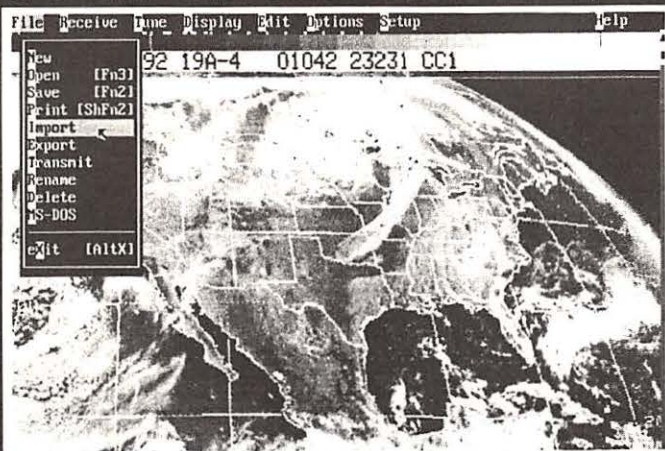 File Receive Tune Display Edit Options Setup Help
92 19A-4 01042 23231 CC1
New
Open [Fn3]
Save [Fn2]
Print [ShFn2]
Import
Export
Transmit
Rename
Delete
MS-DOS
eXit [AltX]